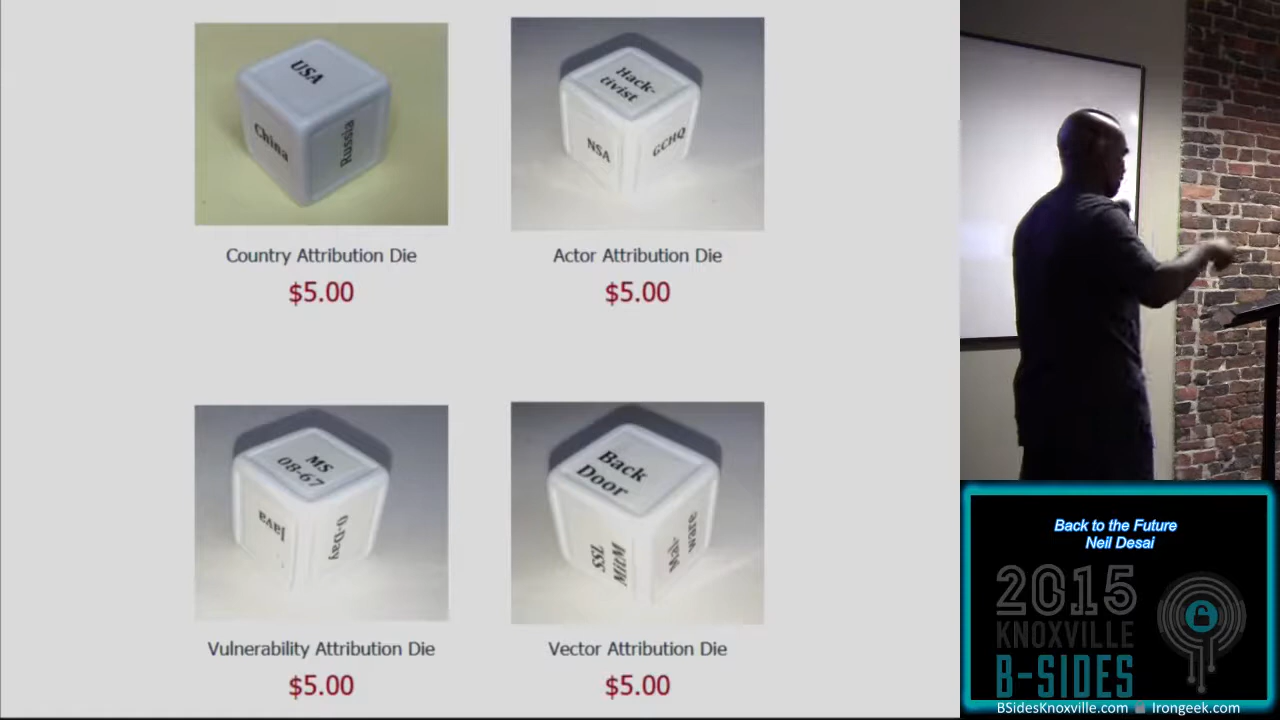 USA
China
Russia
Country Attribution Die
$5.00
Hack-
tivist
NSA
GCHQ
Actor Attribution Die
$5.00
MS
08-67
Java
0-Day
Vulnerability Attribution Die
$5.00
Back
Door
SSL
MitM
Mal-
ware
Vector Attribution Die
$5.00
Back to the Future
Neil Desai
2015
KNOXVILLE
B-SIDES
BSidesKnoxville.com
Irongeek.com